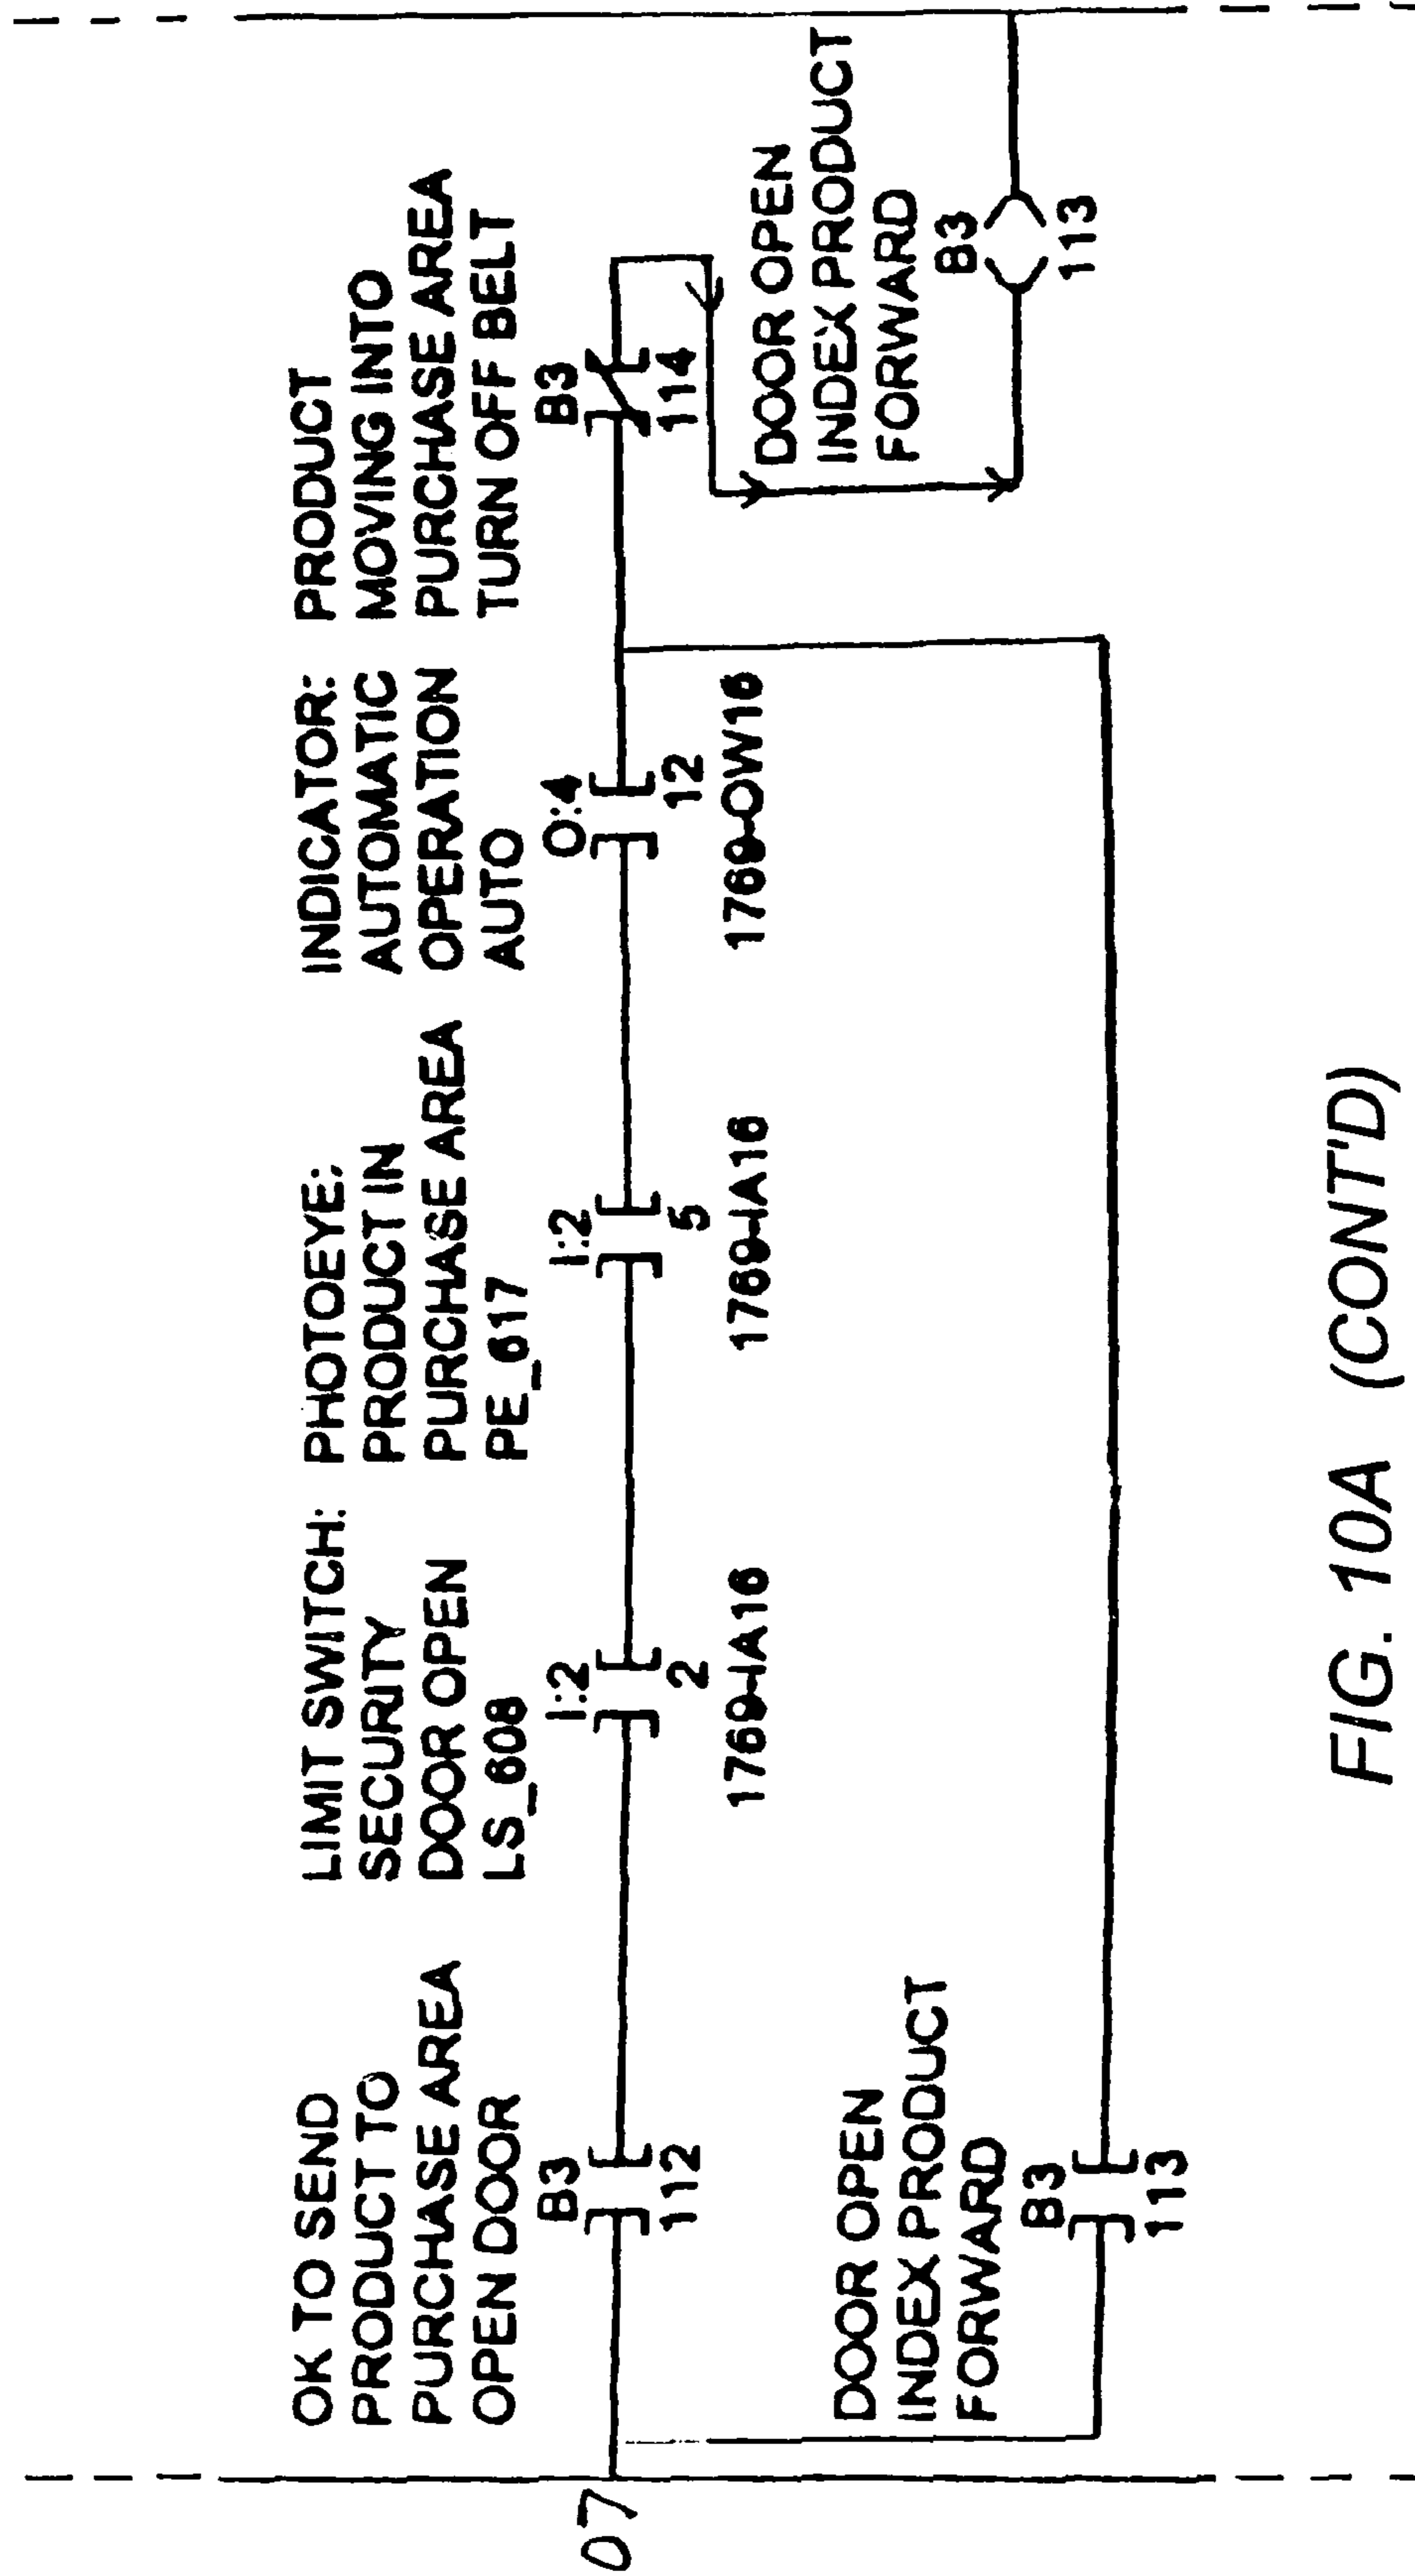 07
OK TO SEND
PRODUCT TO
PURCHASE AREA
OPEN DOOR
B3
112
LIMIT SWITCH:
SECURITY
DOOR OPEN
LS_608
I:2
2
1769-IA16
PHOTOEYE:
PRODUCT IN
PURCHASE AREA
PE_617
I:2
5
1769-IA16
INDICATOR:
AUTOMATIC
OPERATION
AUTO
O:4
12
1769-OW16
PRODUCT
MOVING INTO
PURCHASE AREA
TURN OFF BELT
B3
114
DOOR OPEN
INDEX PRODUCT
FORWARD
B3
113
DOOR OPEN
INDEX PRODUCT
FORWARD
B3
113
FIG. 10A (CONT'D)